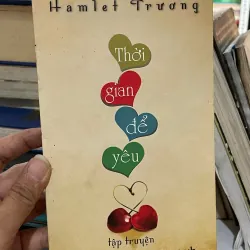 Hamlet Trương
Thời
gian
để
yêu
tập truyện